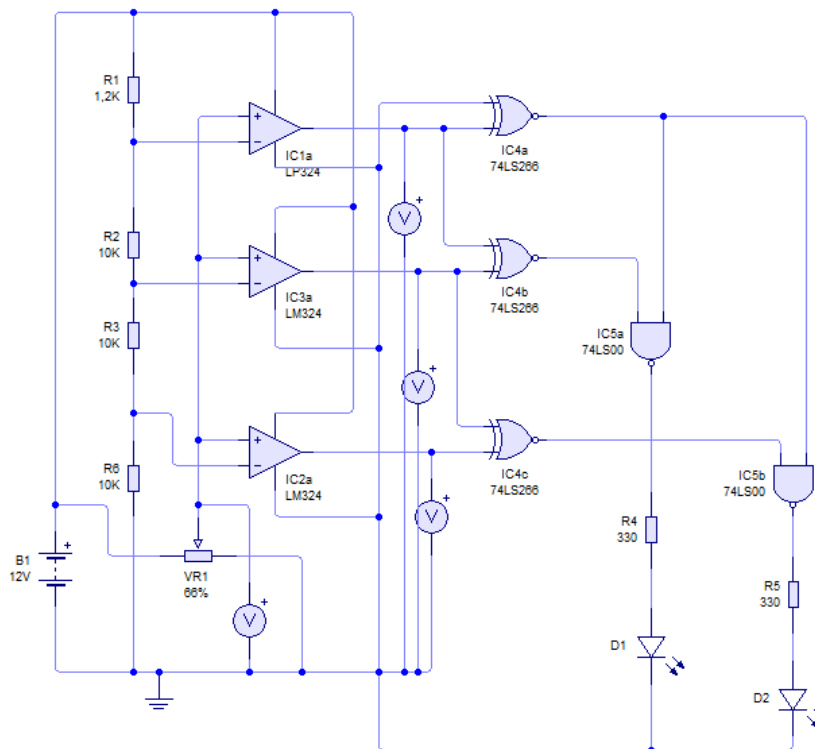 R1
1,2K
IC1a
LP324
IC4a
74LS266
V
R2
10K
IC3a
LM324
IC4b
74LS266
R3
10K
IC5a
74LS00
V
R6
10K
IC2a
LM324
IC4c
74LS266
IC5b
74LS00
V
R4
330
B1
12V
VR1
66%
V
R5
330
D1
D2